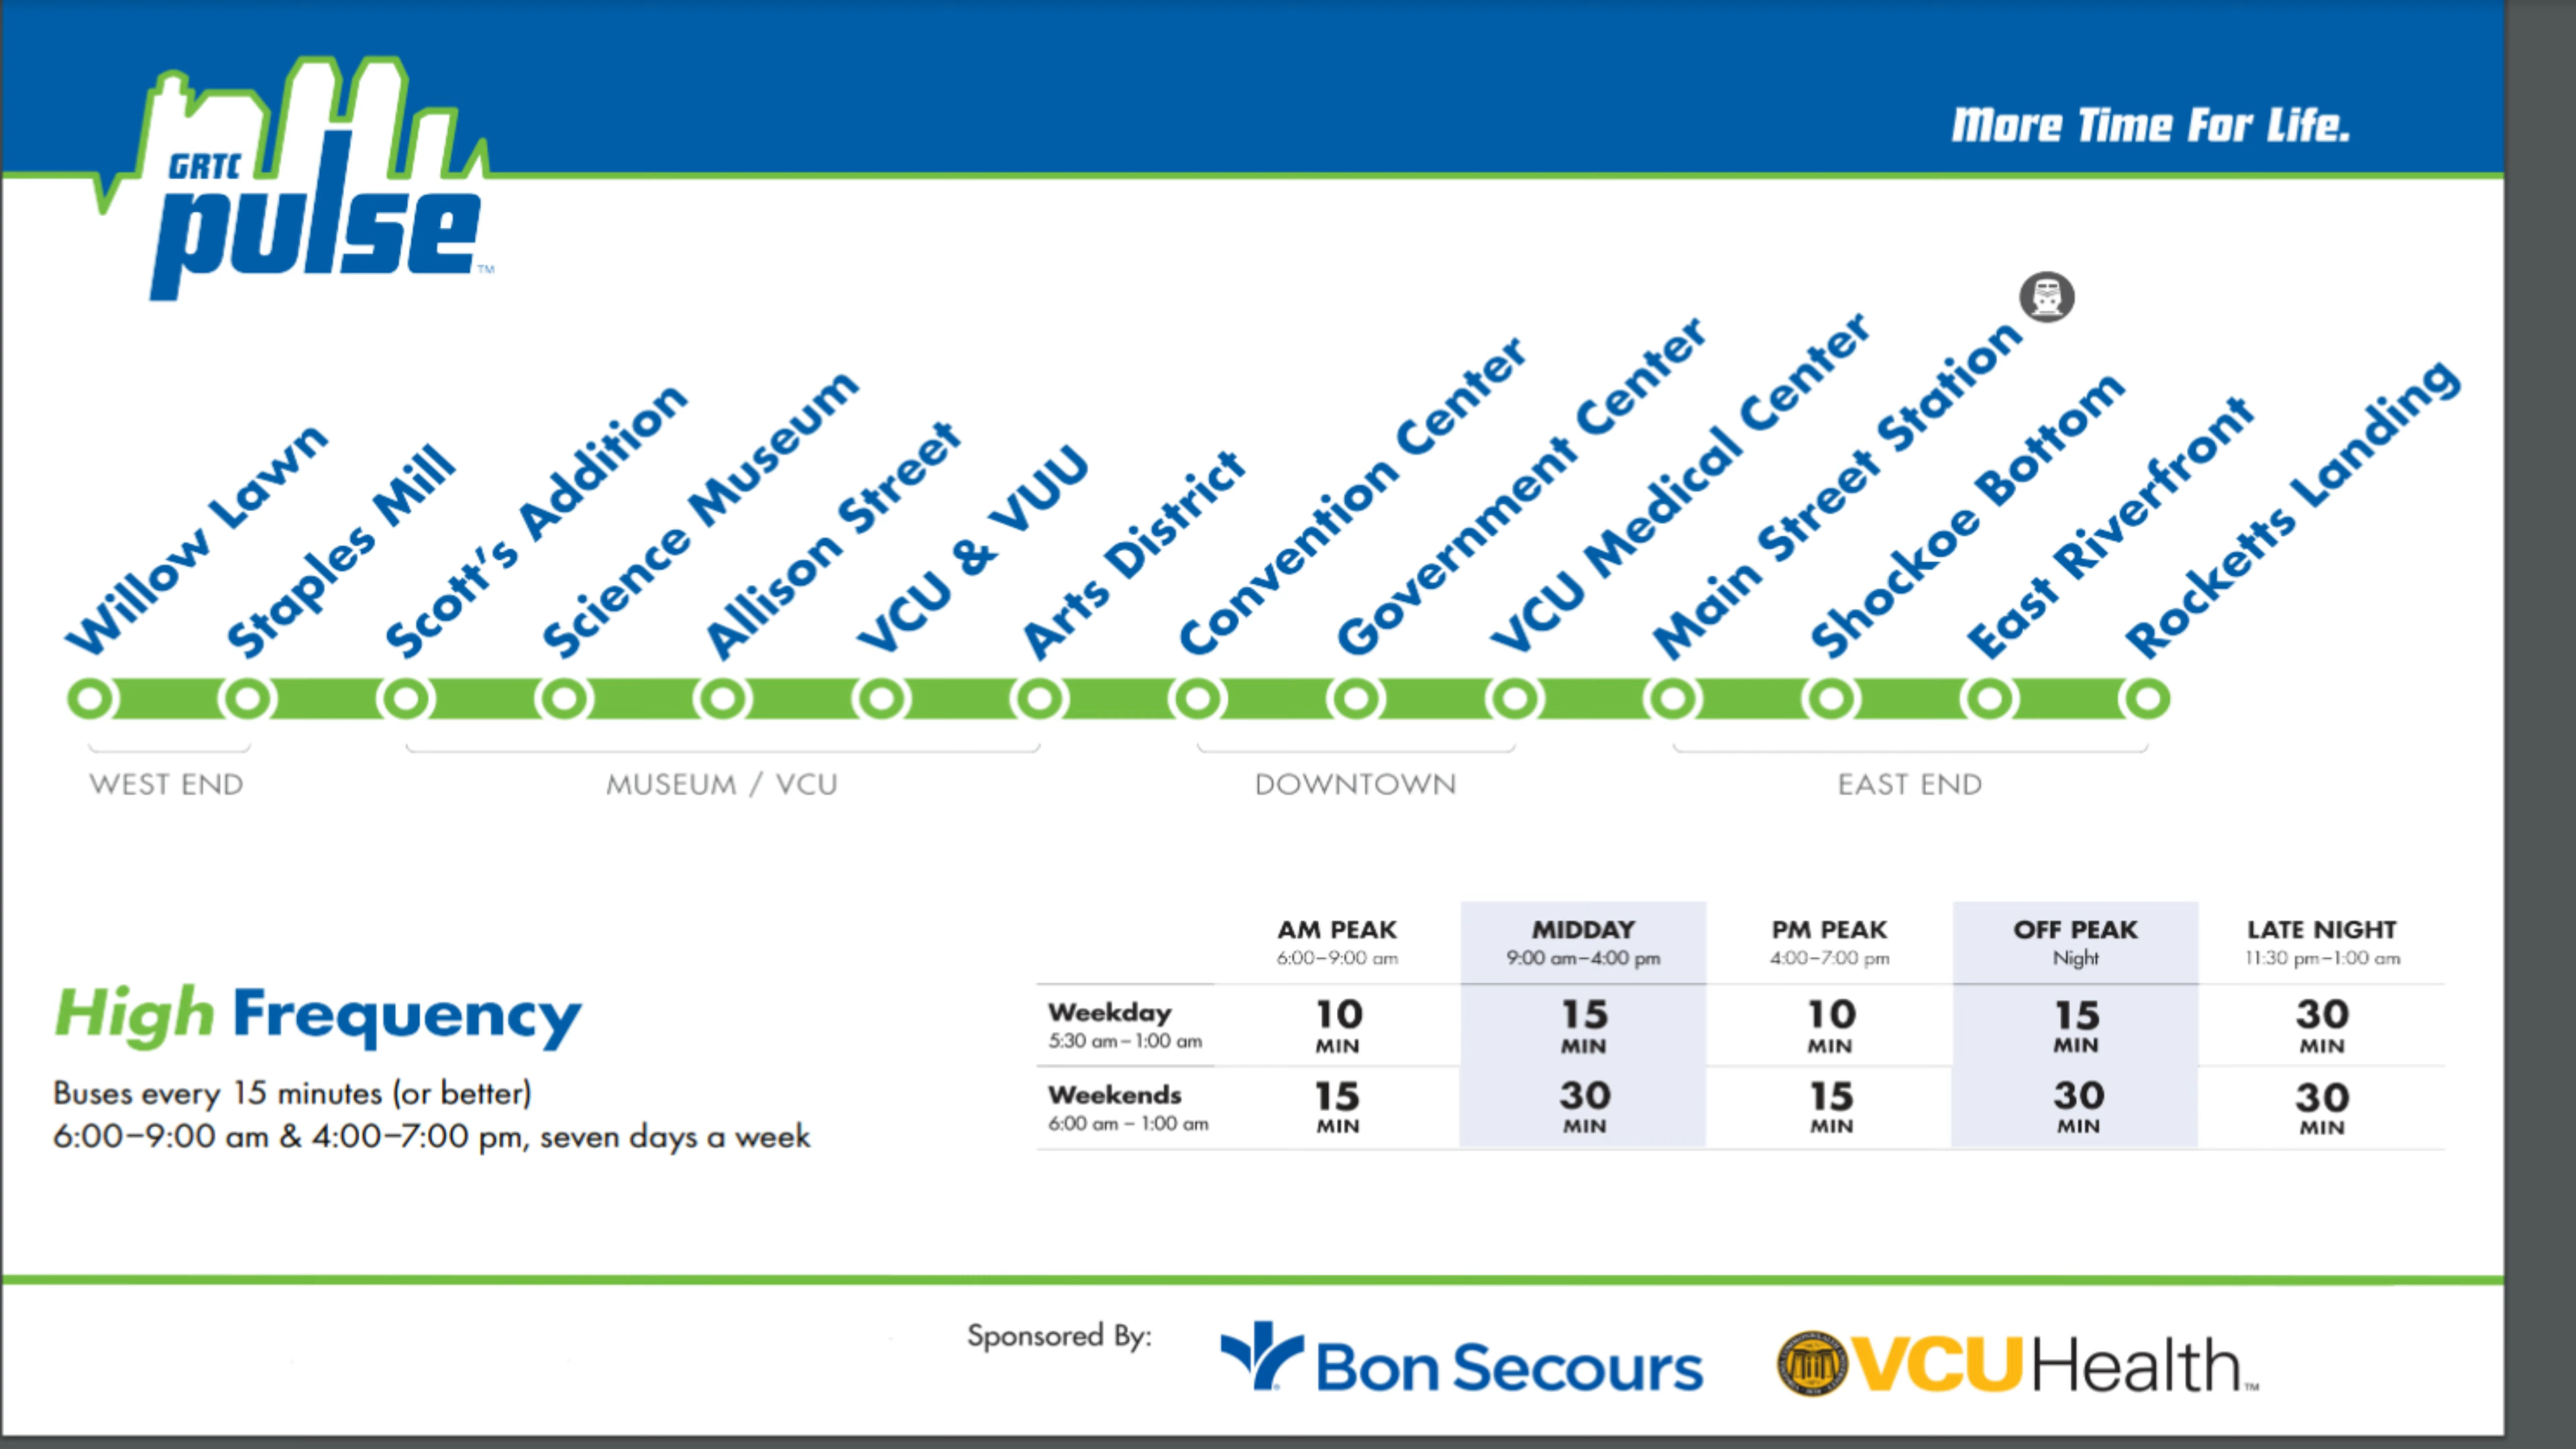 More Time For Life.
GRTC
pulse™
Willow Lawn
Staples Mill
Scott's Addition
Science Museum
Allison Street
VCU & VUU
Arts District
Convention Center
Government Center
VCU Medical Center
Main Street Station
Shockoe Bottom
East Riverfront
Rocketts Landing
WEST END
MUSEUM / VCU
DOWNTOWN
EAST END
High Frequency
Buses every 15 minutes (or better)
6:00–9:00 am & 4:00–7:00 pm, seven days a week
AM PEAK MIDDAY PM PEAK OFF PEAK LATE NIGHT
6:00–9:00 am 9:00 am–4:00 pm 4:00–7:00 pm Night 11:30 pm–1:00 am
Weekday 10 15 10 15 30
5:30 am–1:00 am MIN MIN MIN MIN MIN
Weekends 15 30 15 30 30
6:00 am – 1:00 am MIN MIN MIN MIN MIN
Sponsored By:
Bon Secours
VCUHealth™